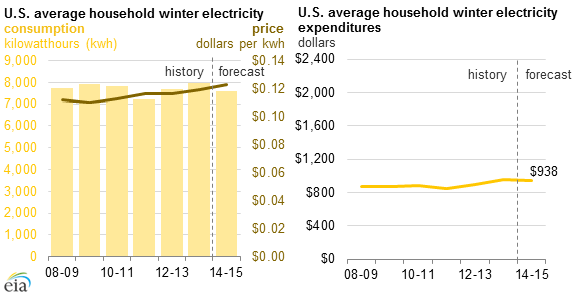 U.S. average household winter electricity
consumption price
kilowatthours (kwh) dollars per kwh
9,000
8,000
7,000
6,000
5,000
4,000
3,000
2,000
1,000
0
history forecast
$0.14
$0.12
$0.12
$0.10
$0.08
$0.06
$0.04
$0.02
$0.00
08-09 10-11 12-13 14-15
eia
U.S. average household winter electricity
expenditures
dollars
$2,400
$2,000
$1,600
$1,200
$800
$400
$0
history forecast
$938
08-09 10-11 12-13 14-15